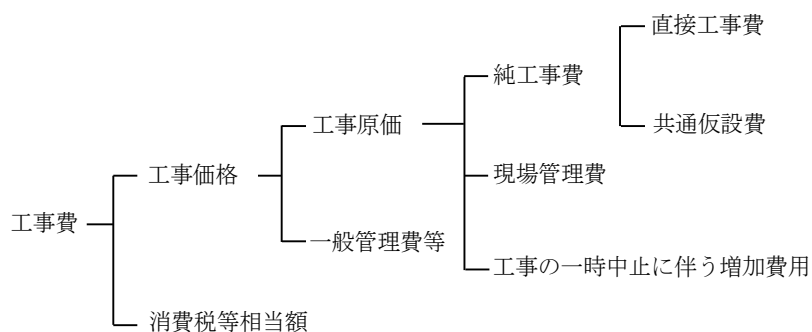 直接工事費
純工事費
工事原価
共通仮設費
工事価格
現場管理費
工事費
一般管理費等
工事の一時中止に伴う増加費用
消費税等相当額